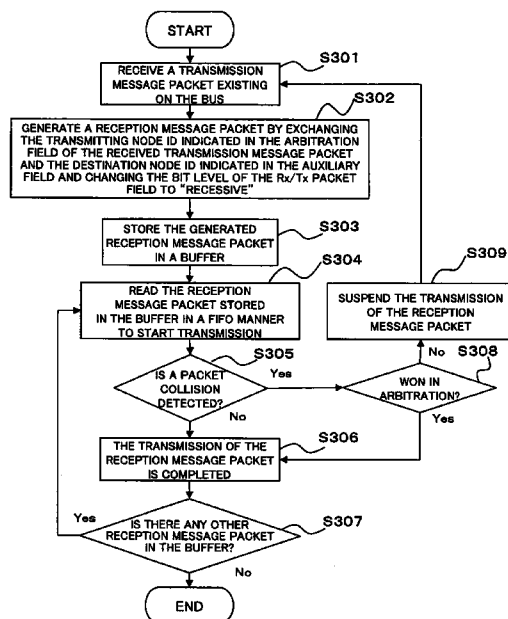 START
S301
RECEIVE A TRANSMISSION
MESSAGE PACKET EXISTING
ON THE BUS
S302
GENERATE A RECEPTION MESSAGE PACKET BY EXCHANGING
THE TRANSMITTING NODE ID INDICATED IN THE ARBITRATION
FIELD OF THE RECEIVED TRANSMISSION MESSAGE PACKET
AND THE DESTINATION NODE ID INDICATED IN THE AUXILIARY
FIELD AND CHANGING THE BIT LEVEL OF THE Rx/Tx PACKET
FIELD TO “RECESSIVE”
S303
STORE THE GENERATED
RECEPTION MESSAGE PACKET
IN A BUFFER
S304
READ THE RECEPTION
MESSAGE PACKET STORED
IN THE BUFFER IN A FIFO MANNER
TO START TRANSMISSION
S309
SUSPEND THE TRANSMISSION
OF THE RECEPTION
MESSAGE PACKET
S305
IS A PACKET
COLLISION
DETECTED?
Yes
No
No
S308
WON IN
ARBITRATION?
Yes
S306
THE TRANSMISSION OF THE
RECEPTION MESSAGE PACKET
IS COMPLETED
S307
Yes
IS THERE ANY OTHER
RECEPTION MESSAGE PACKET
IN THE BUFFER?
No
END